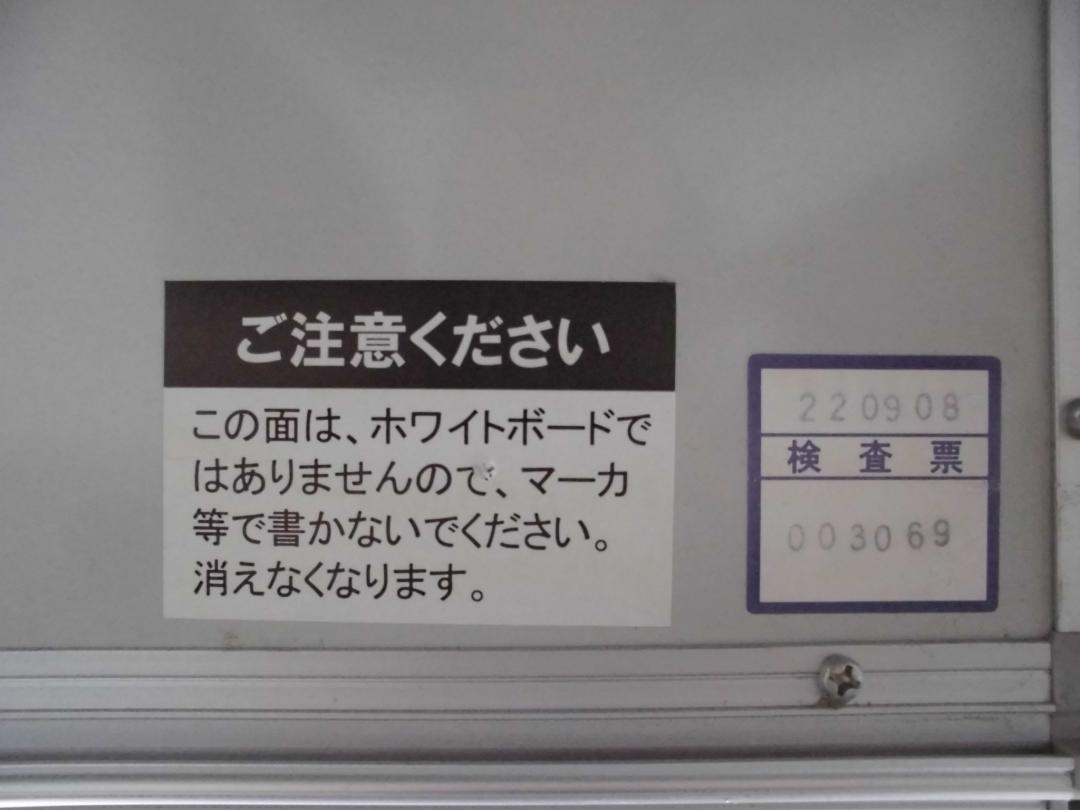 ご注意ください
この面は、ホワイトボードで
はありませんので、マーカ
等で書かないでください。
消えなくなります。
220908
検査票
003069